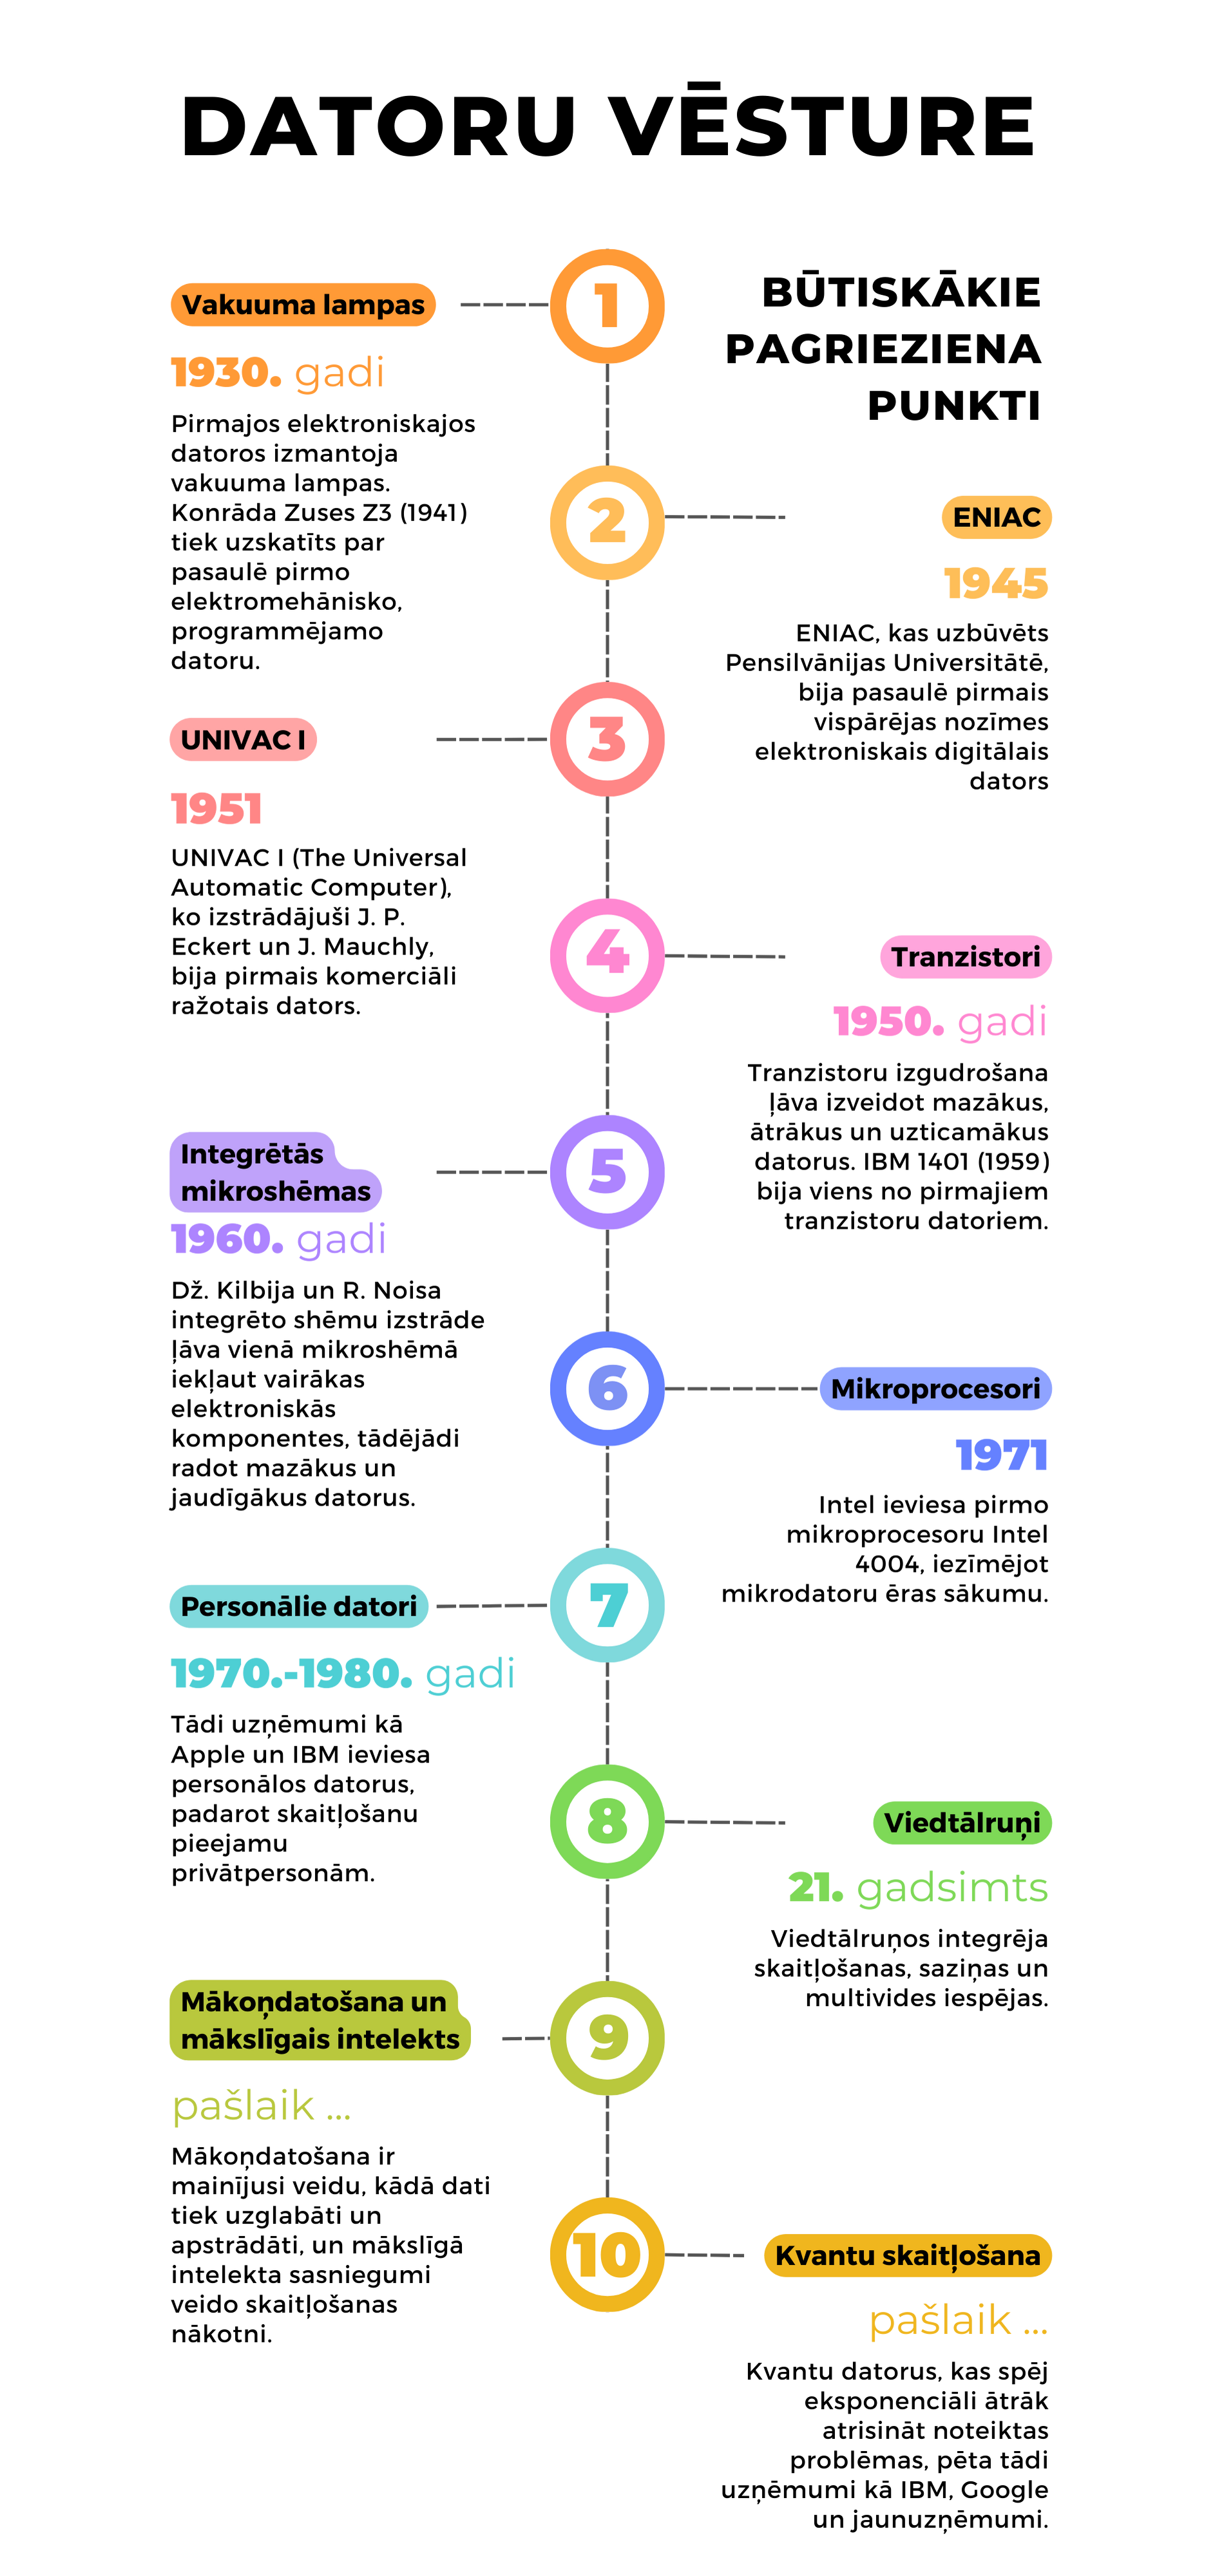 DATORU VĒSTURE
BŪTISKĀKIE
PAGRIEZIENA
PUNKTI
1
Vakuuma lampas
1930. gadi
Pirmajos elektroniskajos
datoros izmantoja
vakuuma lampas.
Konrāda Zuses Z3 (1941)
tiek uzskatīts par
pasaulē pirmo
elektromehānisko,
programmējamo
datoru.
2
ENIAC
1945
ENIAC, kas uzbūvēts
Pensilvānijas Universitātē,
bija pasaulē pirmais
vispārējas nozīmes
elektroniskais digitālais
dators
3
UNIVAC I
1951
UNIVAC I (The Universal
Automatic Computer),
ko izstrādājuši J. P.
Eckert un J. Mauchly,
bija pirmais komerciāli
ražotais dators.
4
Tranzistori
1950. gadi
Tranzistoru izgudrošana
ļāva izveidot mazākus,
ātrākus un uzticamākus
datorus. IBM 1401 (1959)
bija viens no pirmajiem
tranzistoru datoriem.
5
Integrētās
mikroshēmas
1960. gadi
Dž. Kilbija un R. Noisa
integrēto shēmu izstrāde
ļāva vienā mikroshēmā
iekļaut vairākas
elektroniskās
komponentes, tādējādi
radot mazākus un
jaudīgākus datorus.
6
Mikroprocesori
1971
Intel ieviesa pirmo
mikroprocesoru Intel
4004, iezīmējot
mikrodatoru ēras sākumu.
7
Personālie datori
1970.-1980. gadi
Tādi uzņēmumi kā
Apple un IBM ieviesa
personālos datorus,
padarot skaitļošanu
pieejamu
privātpersonām.
8
Viedtālruņi
21. gadsimts
Viedtālruņos integrēja
skaitļošanas, saziņas un
multivides iespējas.
9
Mākoņdatošana un
mākslīgais intelekts
pašlaik ...
Mākoņdatošana ir
mainījusi veidu, kādā dati
tiek uzglabāti un
apstrādāti, un mākslīgā
intelekta sasniegumi
veido skaitļošanas
nākotni.
10
Kvantu skaitļošana
pašlaik ...
Kvantu datorus, kas spēj
eksponenciāli ātrāk
atrisināt noteiktas
problēmas, pēta tādi
uzņēmumi kā IBM, Google
un jaunuzņēmumi.